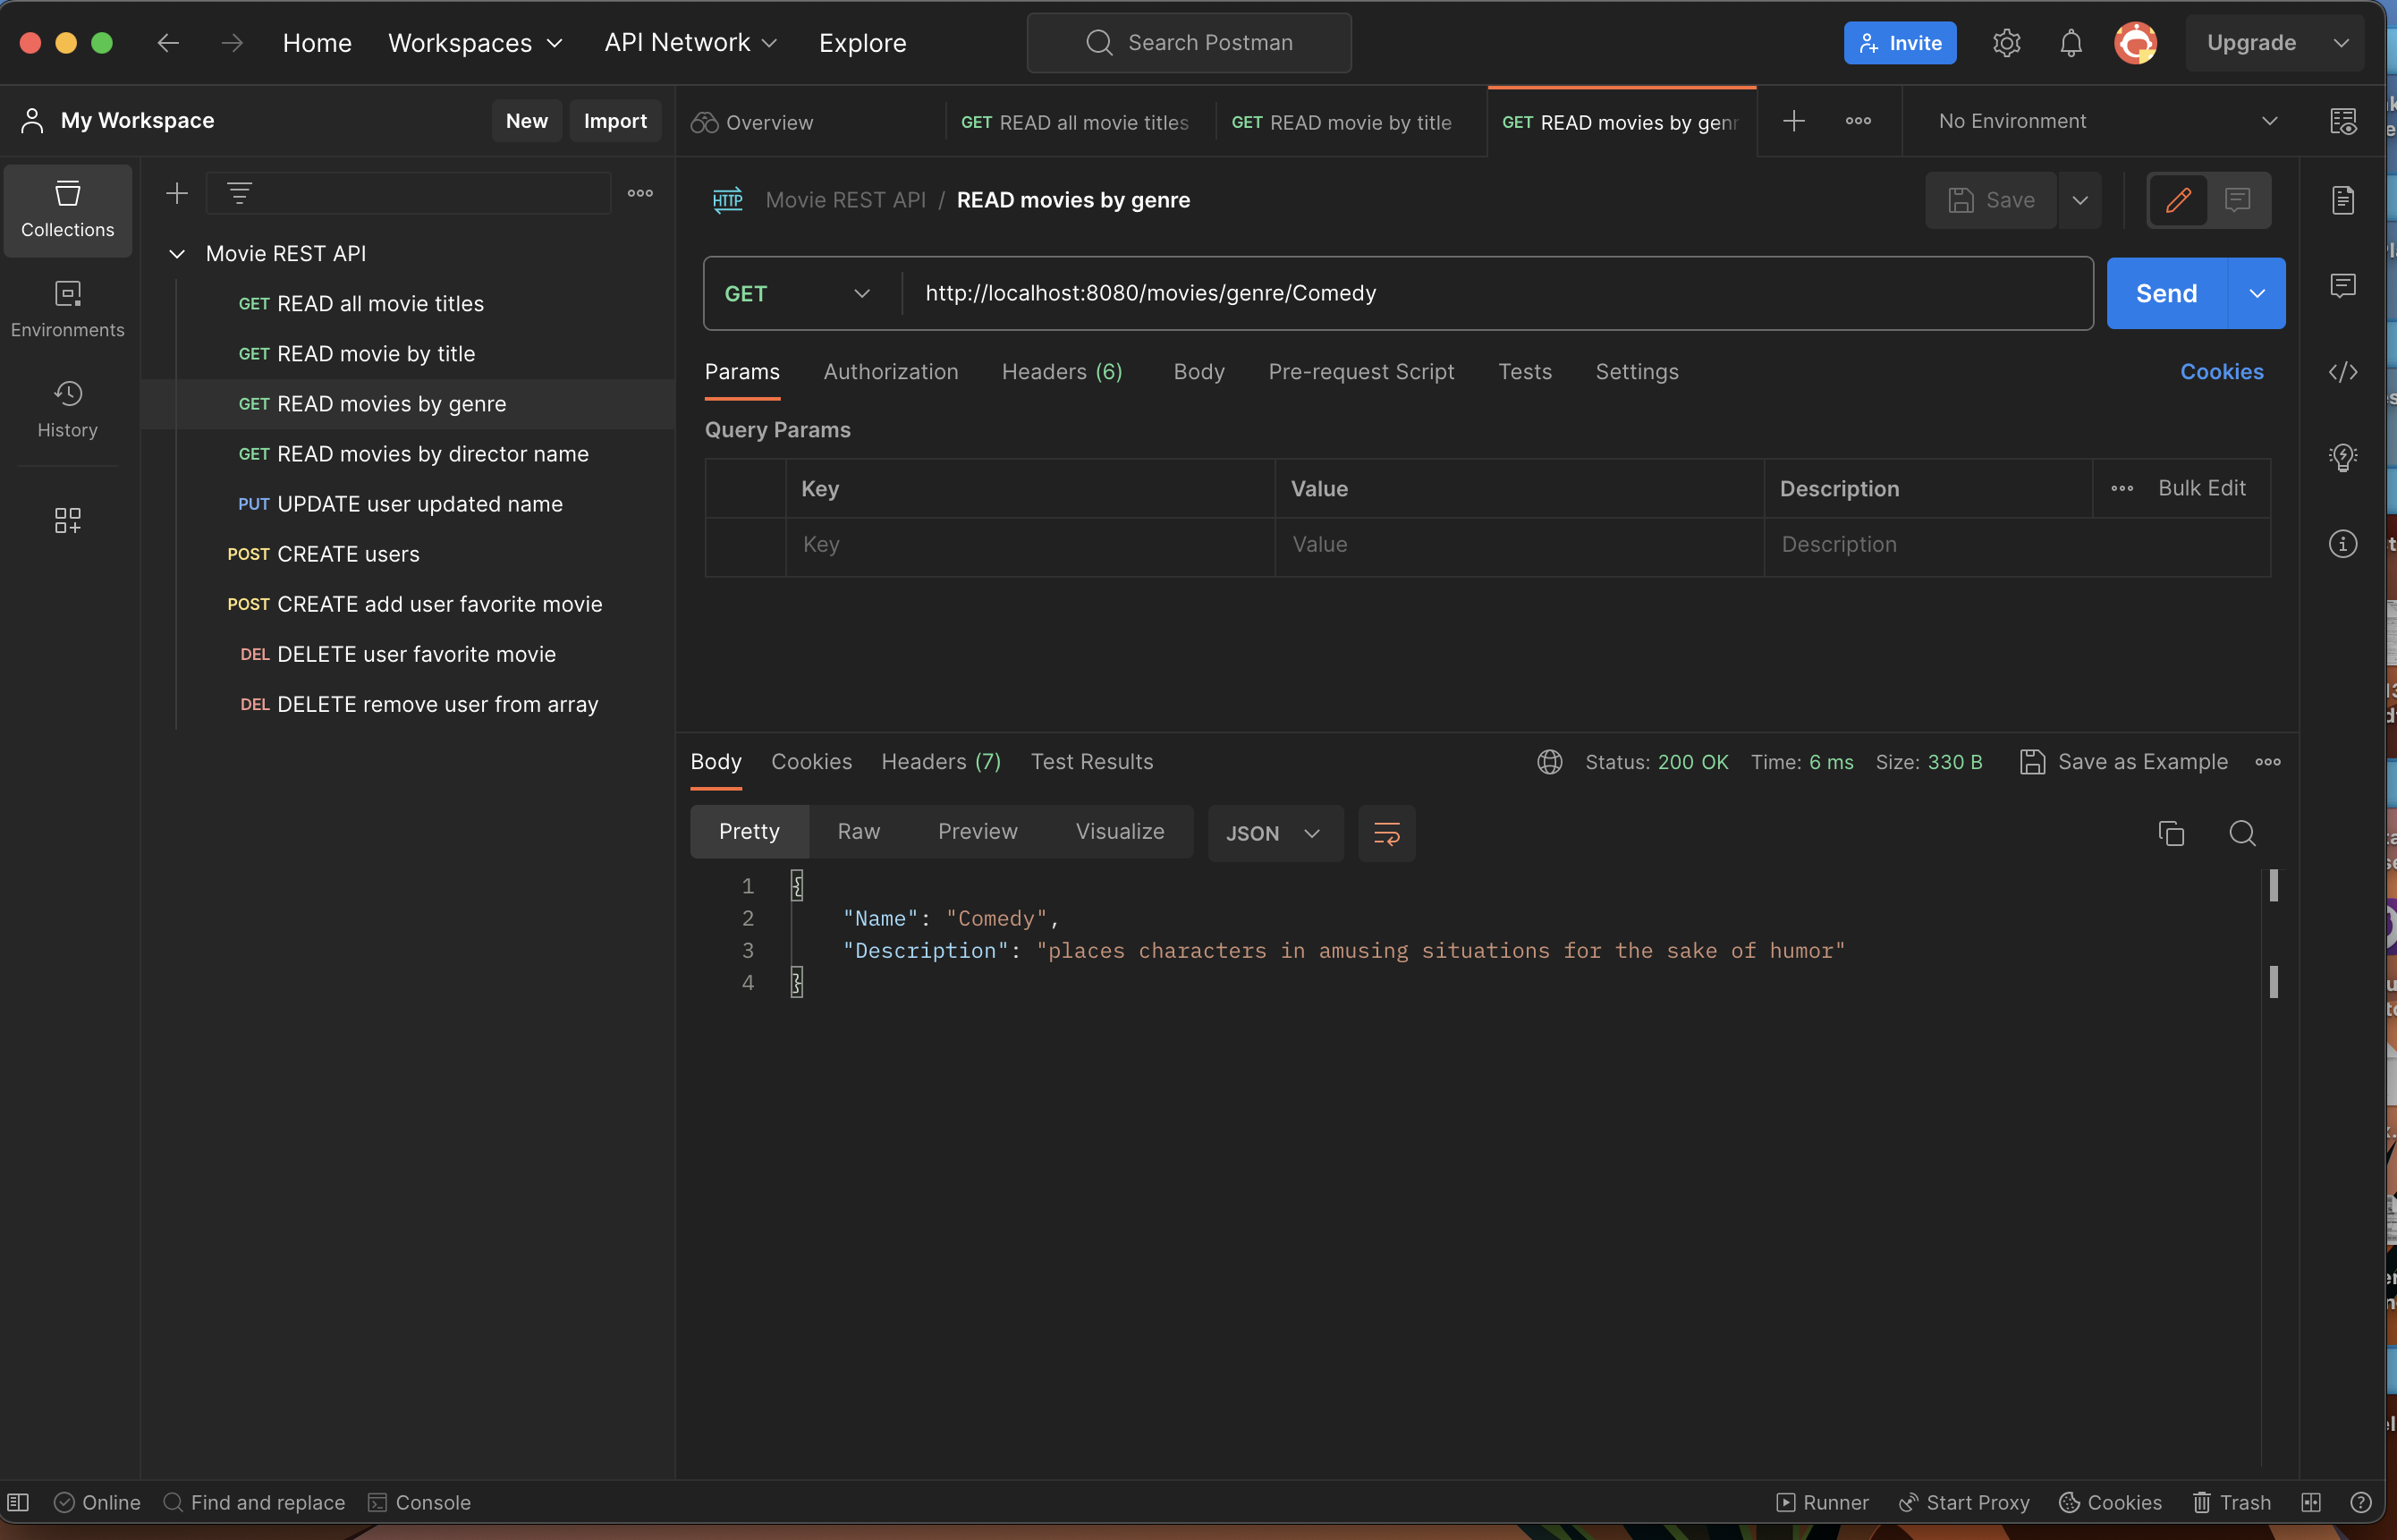 Home Workspaces API Network Explore Search Postman Invite Upgrade
My Workspace New Import
Overview GET READ all movie titles GET READ movie by title GET READ movies by genr No Environment
Collections
Environments
History
Movie REST API
GET READ all movie titles
GET READ movie by title
GET READ movies by genre
GET READ movies by director name
PUT UPDATE user updated name
POST CREATE users
POST CREATE add user favorite movie
DEL DELETE user favorite movie
DEL DELETE remove user from array
HTTP Movie REST API / READ movies by genre Save
GET http://localhost:8080/movies/genre/Comedy Send
Params Authorization Headers (6) Body Pre-request Script Tests Settings Cookies
Query Params
Key Value Description Bulk Edit
Key Value Description
Body Cookies Headers (7) Test Results Status: 200 OK Time: 6 ms Size: 330 B Save as Example
Pretty Raw Preview Visualize JSON
1 {
2 "Name": "Comedy",
3 "Description": "places characters in amusing situations for the sake of humor"
4 }
Online Find and replace Console Runner Start Proxy Cookies Trash